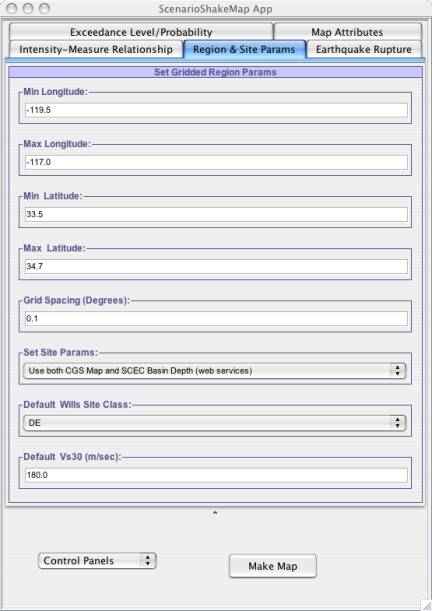 ScenarioShakeMap App
Exceedance Level/Probability Map Attributes
Intensity-Measure Relationship Region & Site Params Earthquake Rupture
Set Gridded Region Params
Min Longitude:
-119.5
Max Longitude:
-117.0
Min Latitude:
33.5
Max Latitude:
34.7
Grid Spacing (Degrees):
0.1
Set Site Params:
Use both CGS Map and SCEC Basin Depth (web services)
Default Wills Site Class:
DE
Default Vs30 (m/sec):
180.0
Control Panels
Make Map